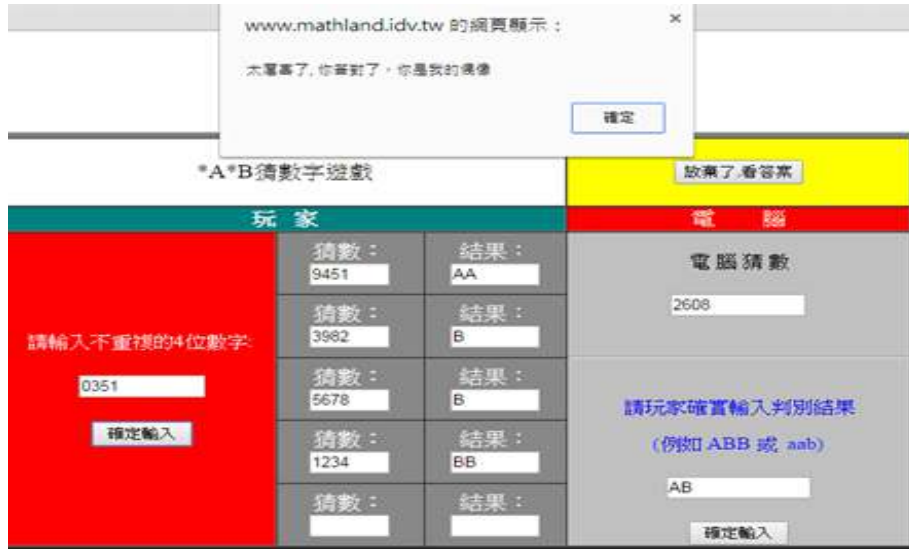 www.mathland.idv.tw 的網頁顯示：
太厲害了, 你答對了，你是我的偶像
確定
*A*B猜數字遊戲
放棄了.看答案
玩 家
電 腦
請輸入不重複的4位數字:
0351
確定輸入
猜數： 結果：
9451 AA
猜數： 結果：
3982 B
猜數： 結果：
5678 B
猜數： 結果：
1234 BB
猜數： 結果：
電腦猜數
2608
請玩家確實輸入判別結果
(例如 ABB 或 aab)
AB
確定輸入